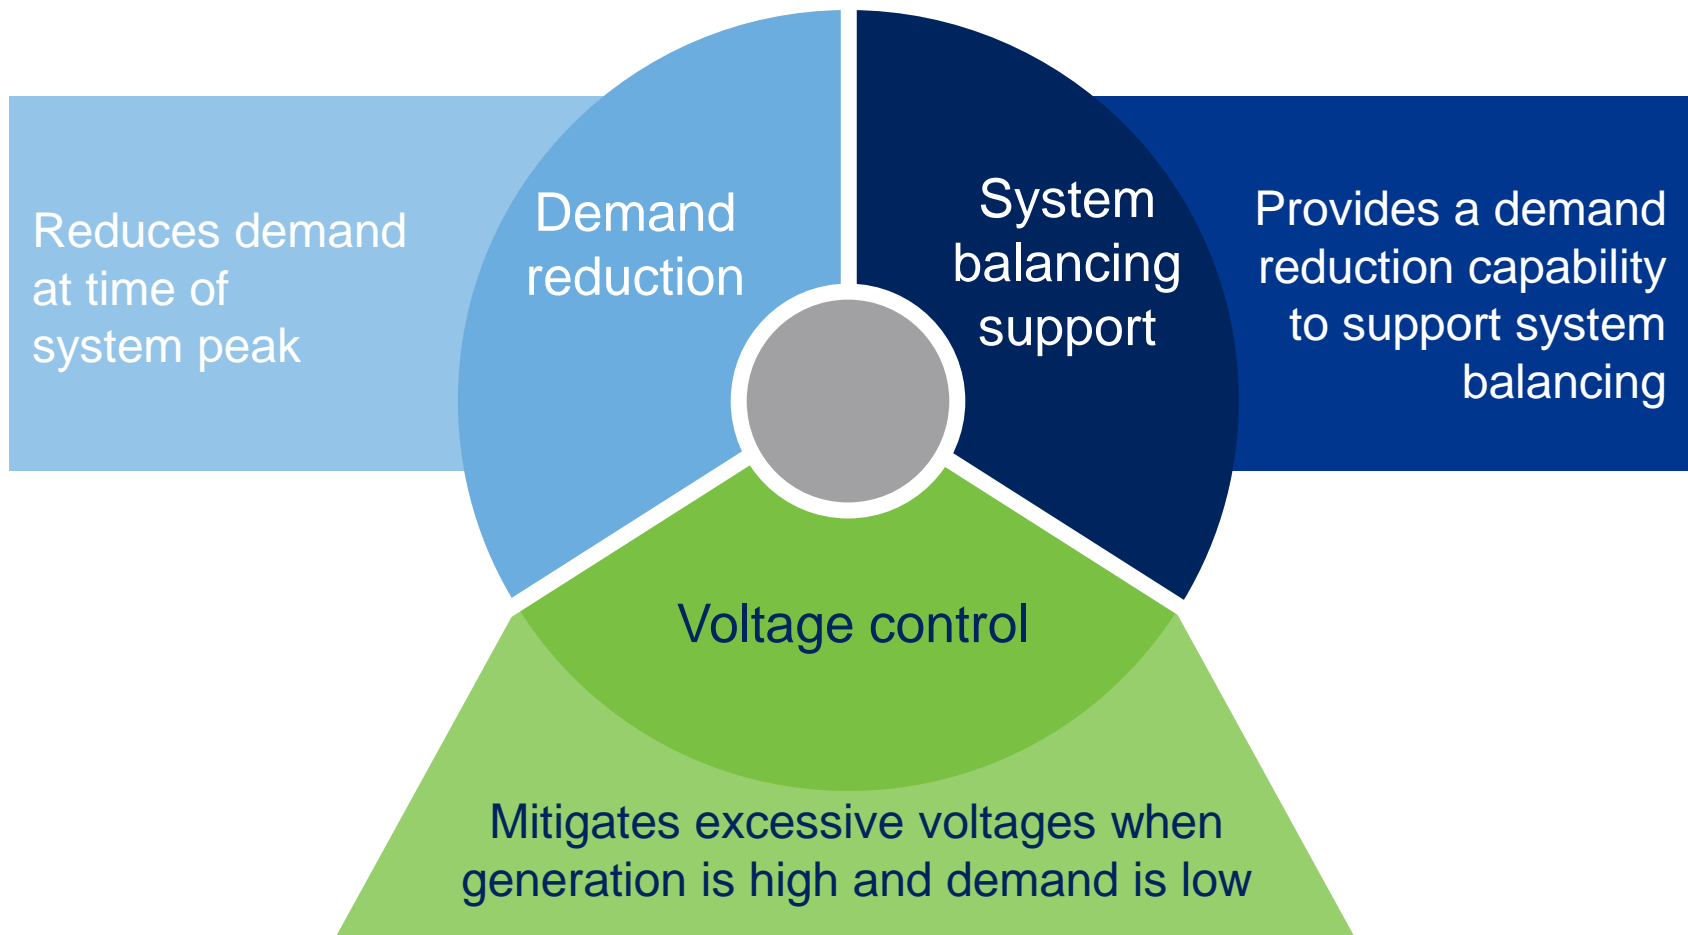 Reduces demand
at time of
system peak
Demand
reduction
System
balancing
support
Provides a demand
reduction capability
to support system
balancing
Voltage control
Mitigates excessive voltages when
generation is high and demand is low